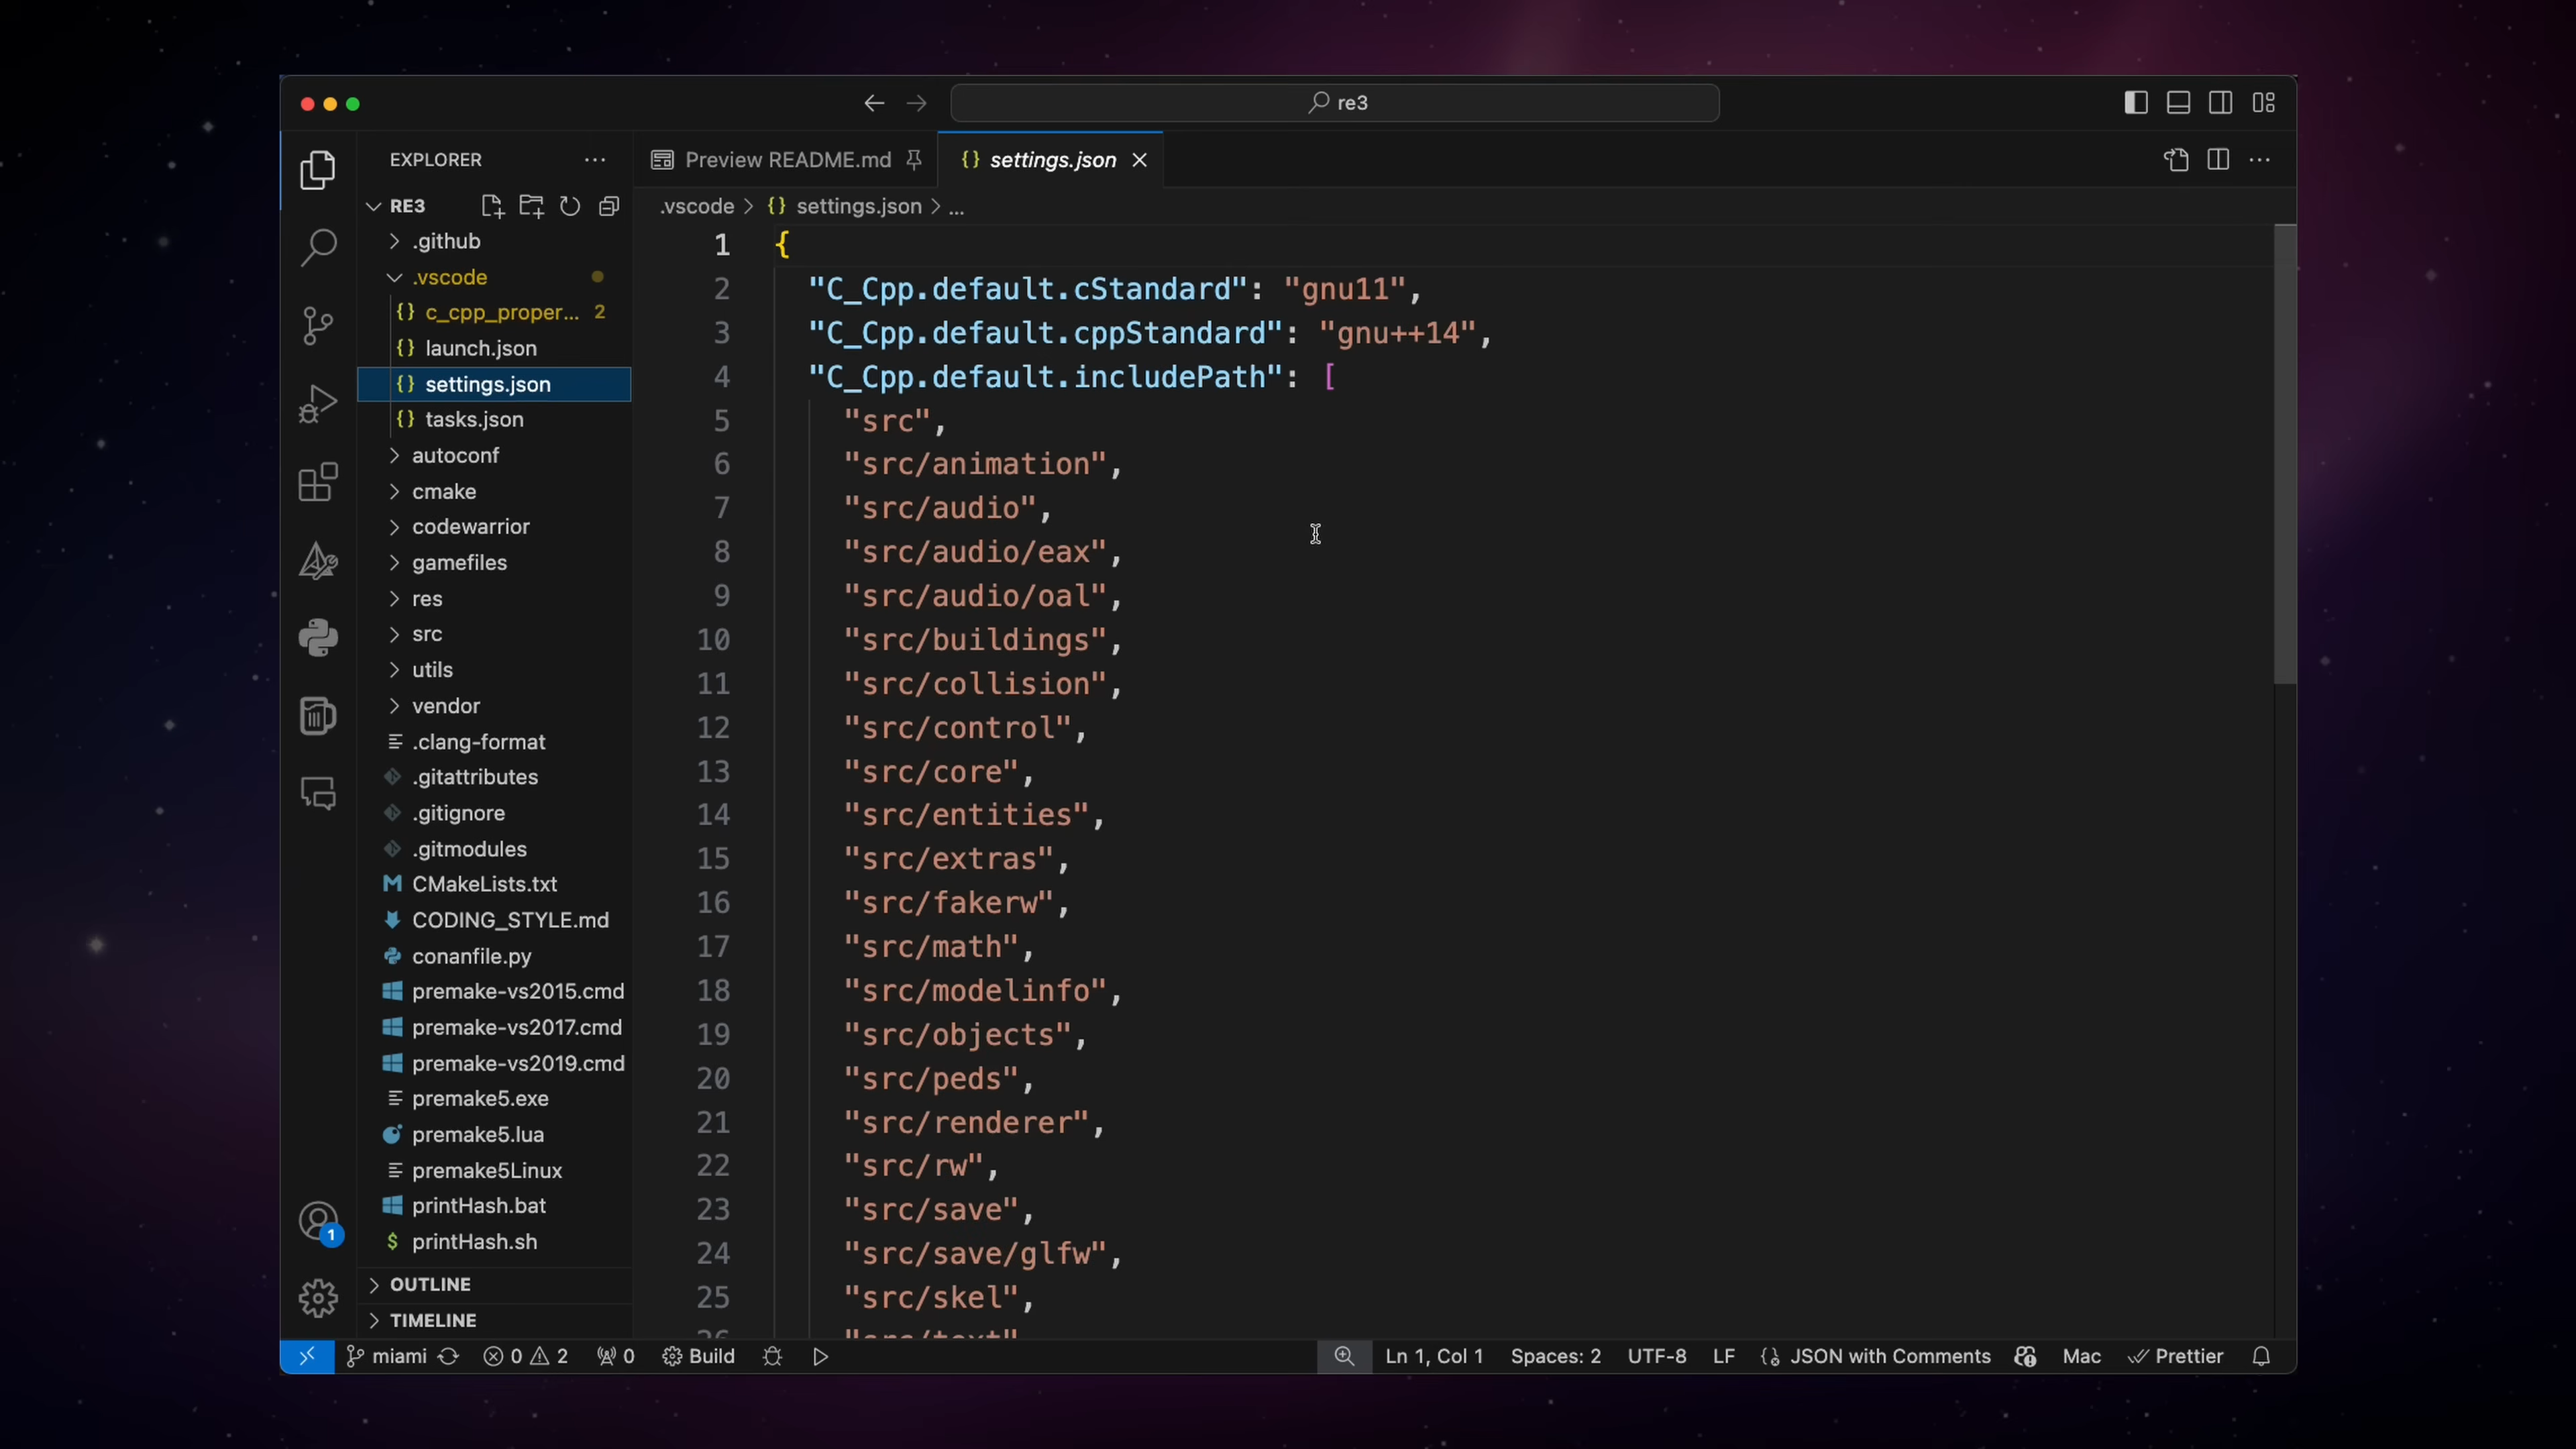 re3
EXPLORER
Preview README.md
settings.json
RE3
.vscode > {} settings.json > ...
.github
.vscode
{} c_cpp_proper... 2
{} launch.json
{} settings.json
{} tasks.json
autoconf
cmake
codewarrior
gamefiles
res
src
utils
vendor
.clang-format
.gitattributes
.gitignore
.gitmodules
CMakeLists.txt
CODING_STYLE.md
conanfile.py
premake-vs2015.cmd
premake-vs2017.cmd
premake-vs2019.cmd
premake5.exe
premake5.lua
premake5Linux
printHash.bat
$ printHash.sh
OUTLINE
TIMELINE
1
1 {
2 "C_Cpp.default.cStandard": "gnu11",
3 "C_Cpp.default.cppStandard": "gnu++14",
4 "C_Cpp.default.includePath": [
5 "src",
6 "src/animation",
7 "src/audio",
8 "src/audio/eax",
9 "src/audio/oal",
10 "src/buildings",
11 "src/collision",
12 "src/control",
13 "src/core",
14 "src/entities",
15 "src/extras",
16 "src/fakerw",
17 "src/math",
18 "src/modelinfo",
19 "src/objects",
20 "src/peds",
21 "src/renderer",
22 "src/rw",
23 "src/save",
24 "src/save/glfw",
25 "src/skel",
26 "src/text"
miami 0 2 0 Build Ln 1, Col 1 Spaces: 2 UTF-8 LF {} JSON with Comments Mac Prettier